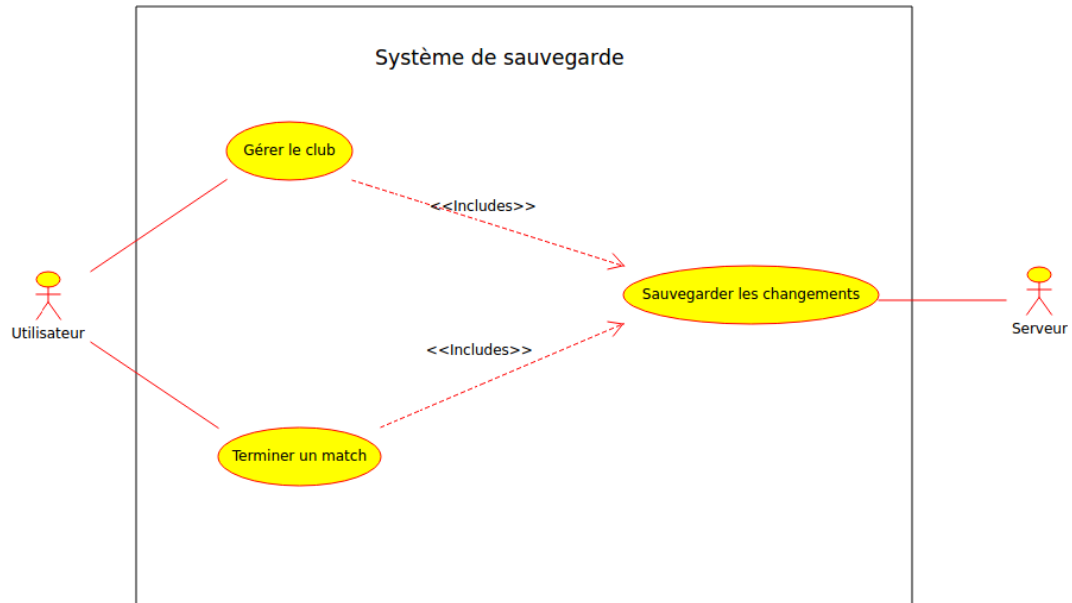 Système de sauvegarde
Gérer le club
<<Includes>>
Sauvegarder les changements
Utilisateur
Serveur
<<Includes>>
Terminer un match